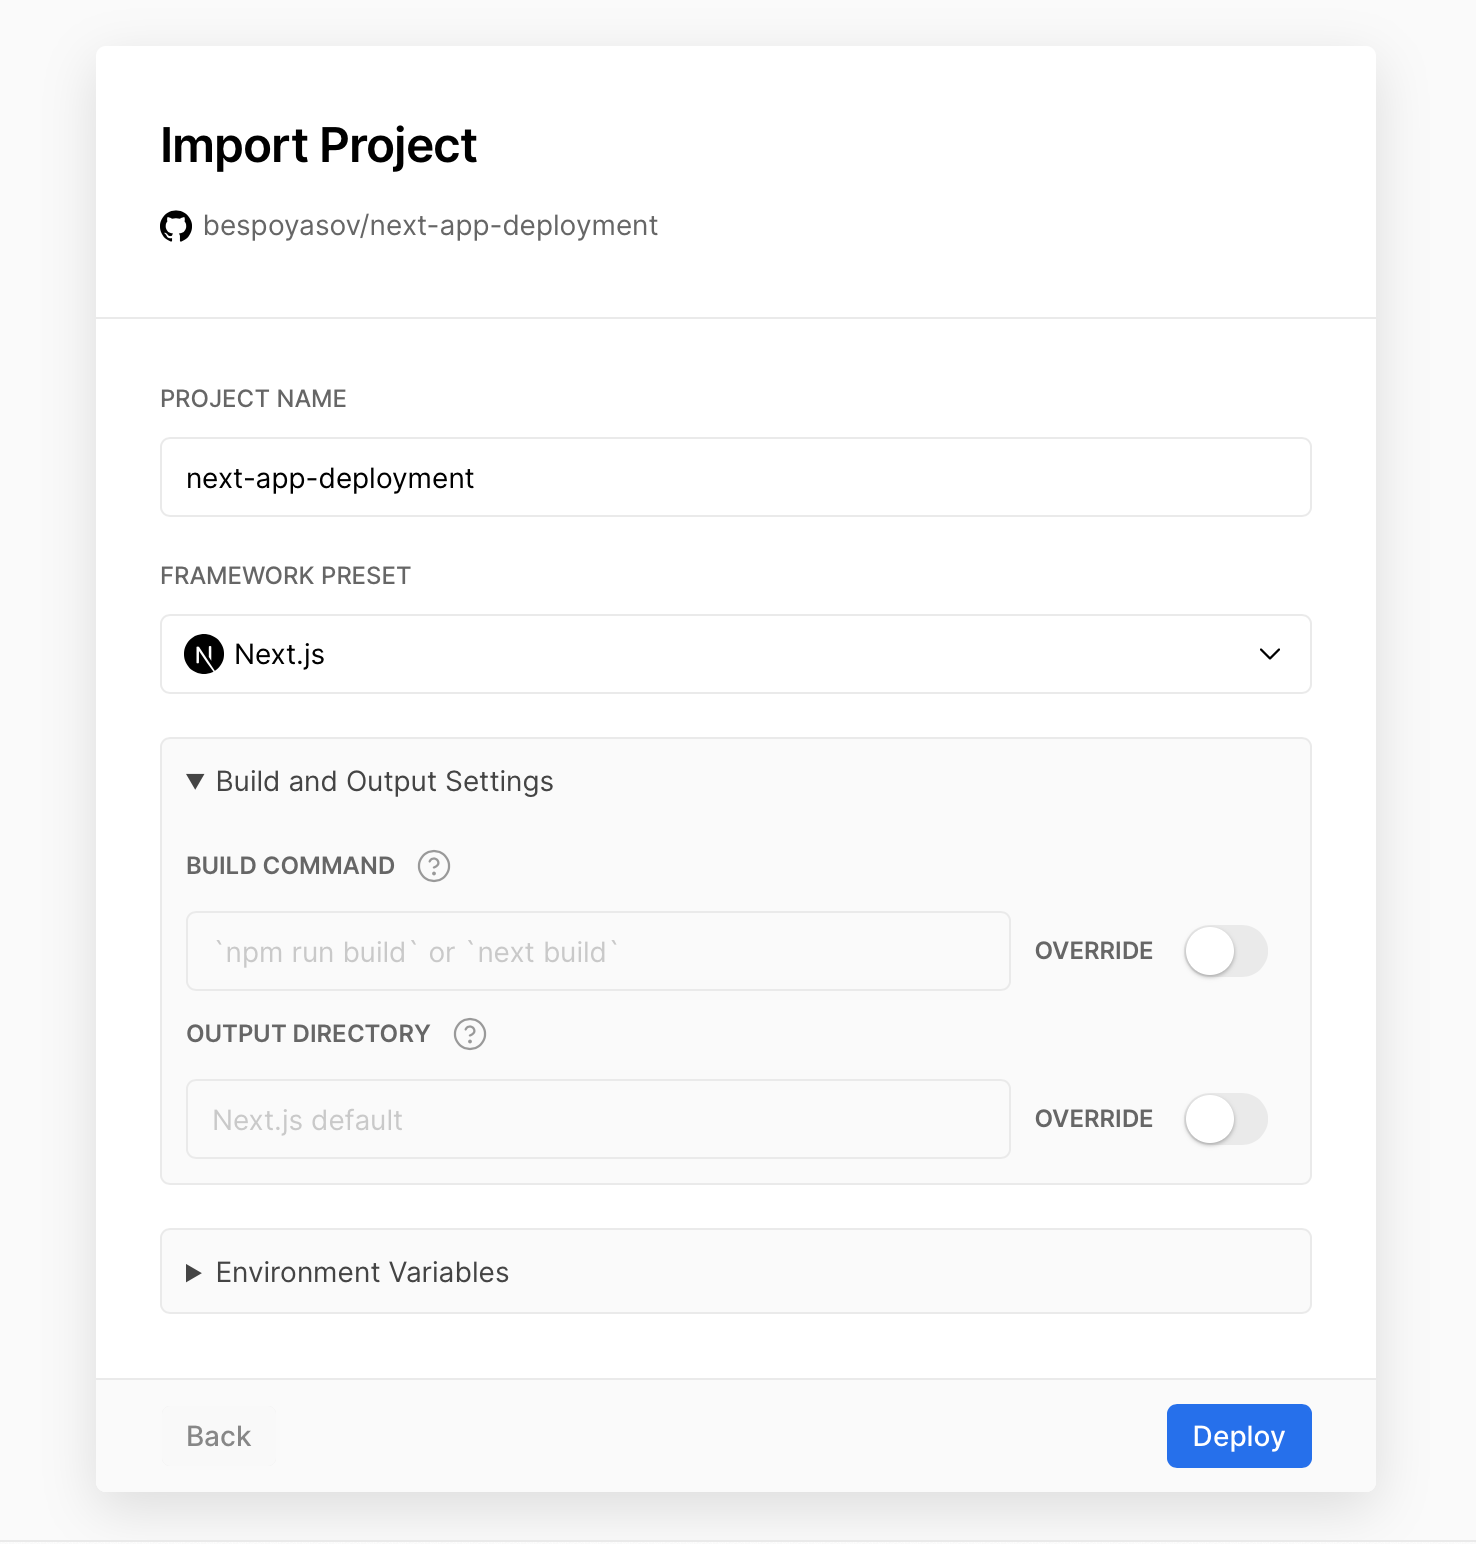 Import Project
bespoyasov/next-app-deployment
PROJECT NAME
next-app-deployment
FRAMEWORK PRESET
N Next.js
▼ Build and Output Settings
BUILD COMMAND ?
`npm run build` or `next build`
OVERRIDE
OUTPUT DIRECTORY ?
Next.js default
OVERRIDE
▶ Environment Variables
Back
Deploy